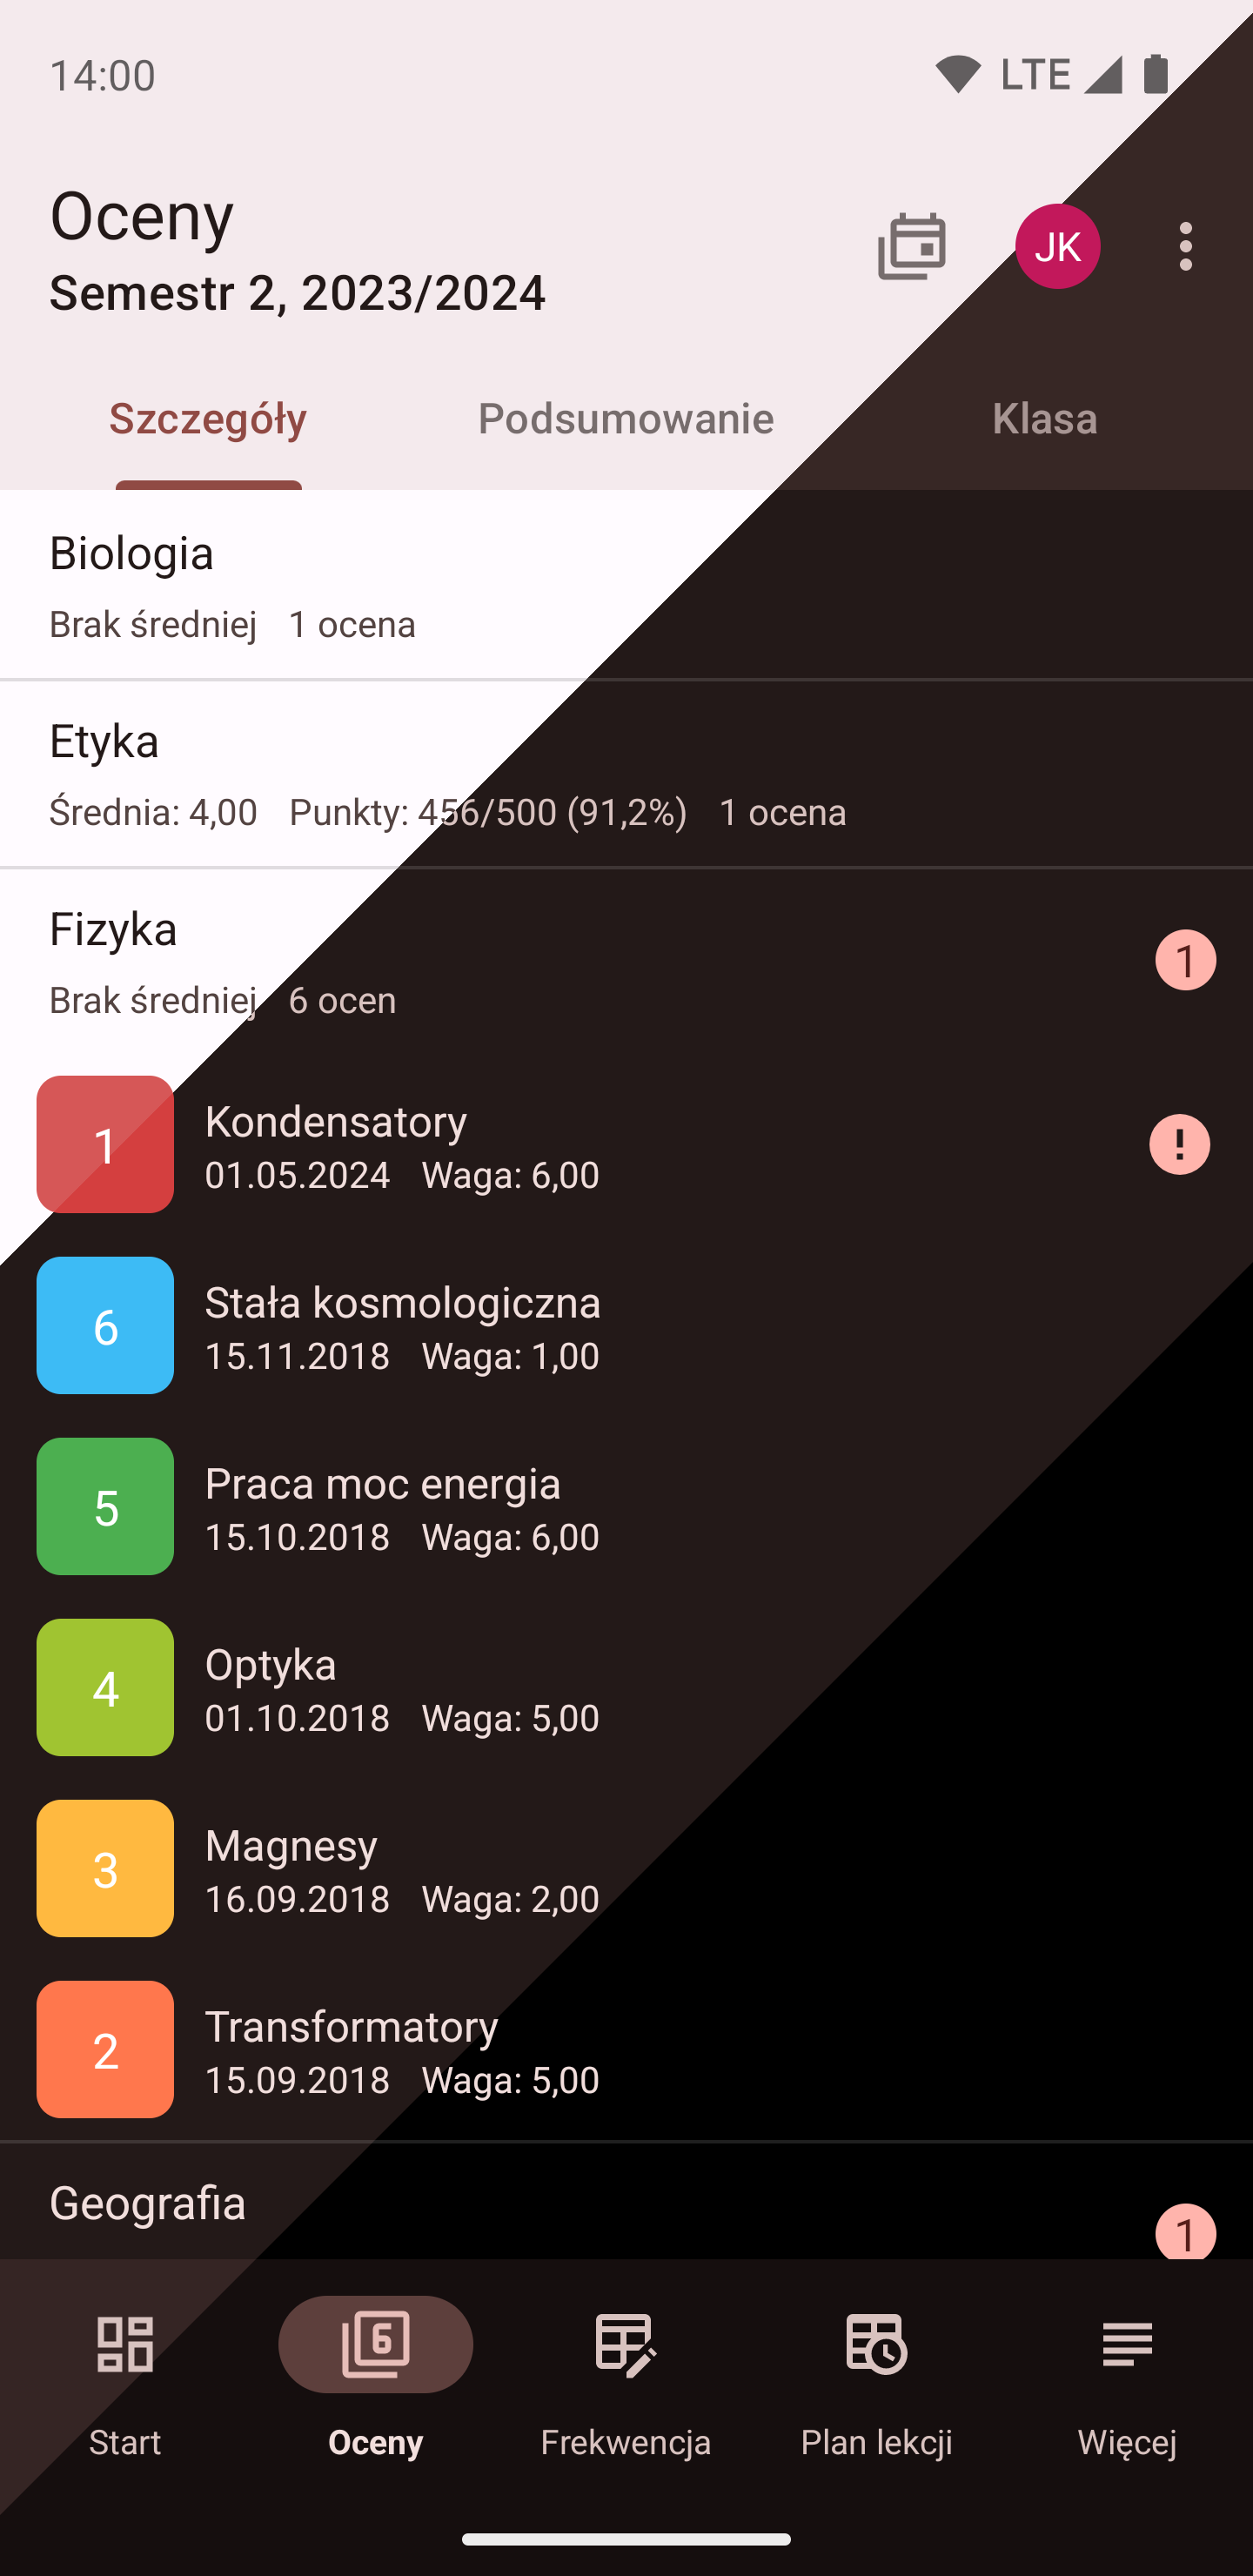 14:00 LTE
Oceny
Semestr 2, 2023/2024
JK
Szczegóły Podsumowanie Klasa
Biologia
Brak średniej 1 ocena
Etyka
Średnia: 4,00 Punkty: 456/500 (91,2%) 1 ocena
Fizyka
1
Brak średniej 6 ocen
1
Kondensatory
01.05.2024 Waga: 6,00
!
6
Stała kosmologiczna
15.11.2018 Waga: 1,00
5
Praca moc energia
15.10.2018 Waga: 6,00
4
Optyka
01.10.2018 Waga: 5,00
3
Magnesy
16.09.2018 Waga: 2,00
2
Transformatory
15.09.2018 Waga: 5,00
Geografia
1
6
Start Oceny Frekwencja Plan lekcji Więcej